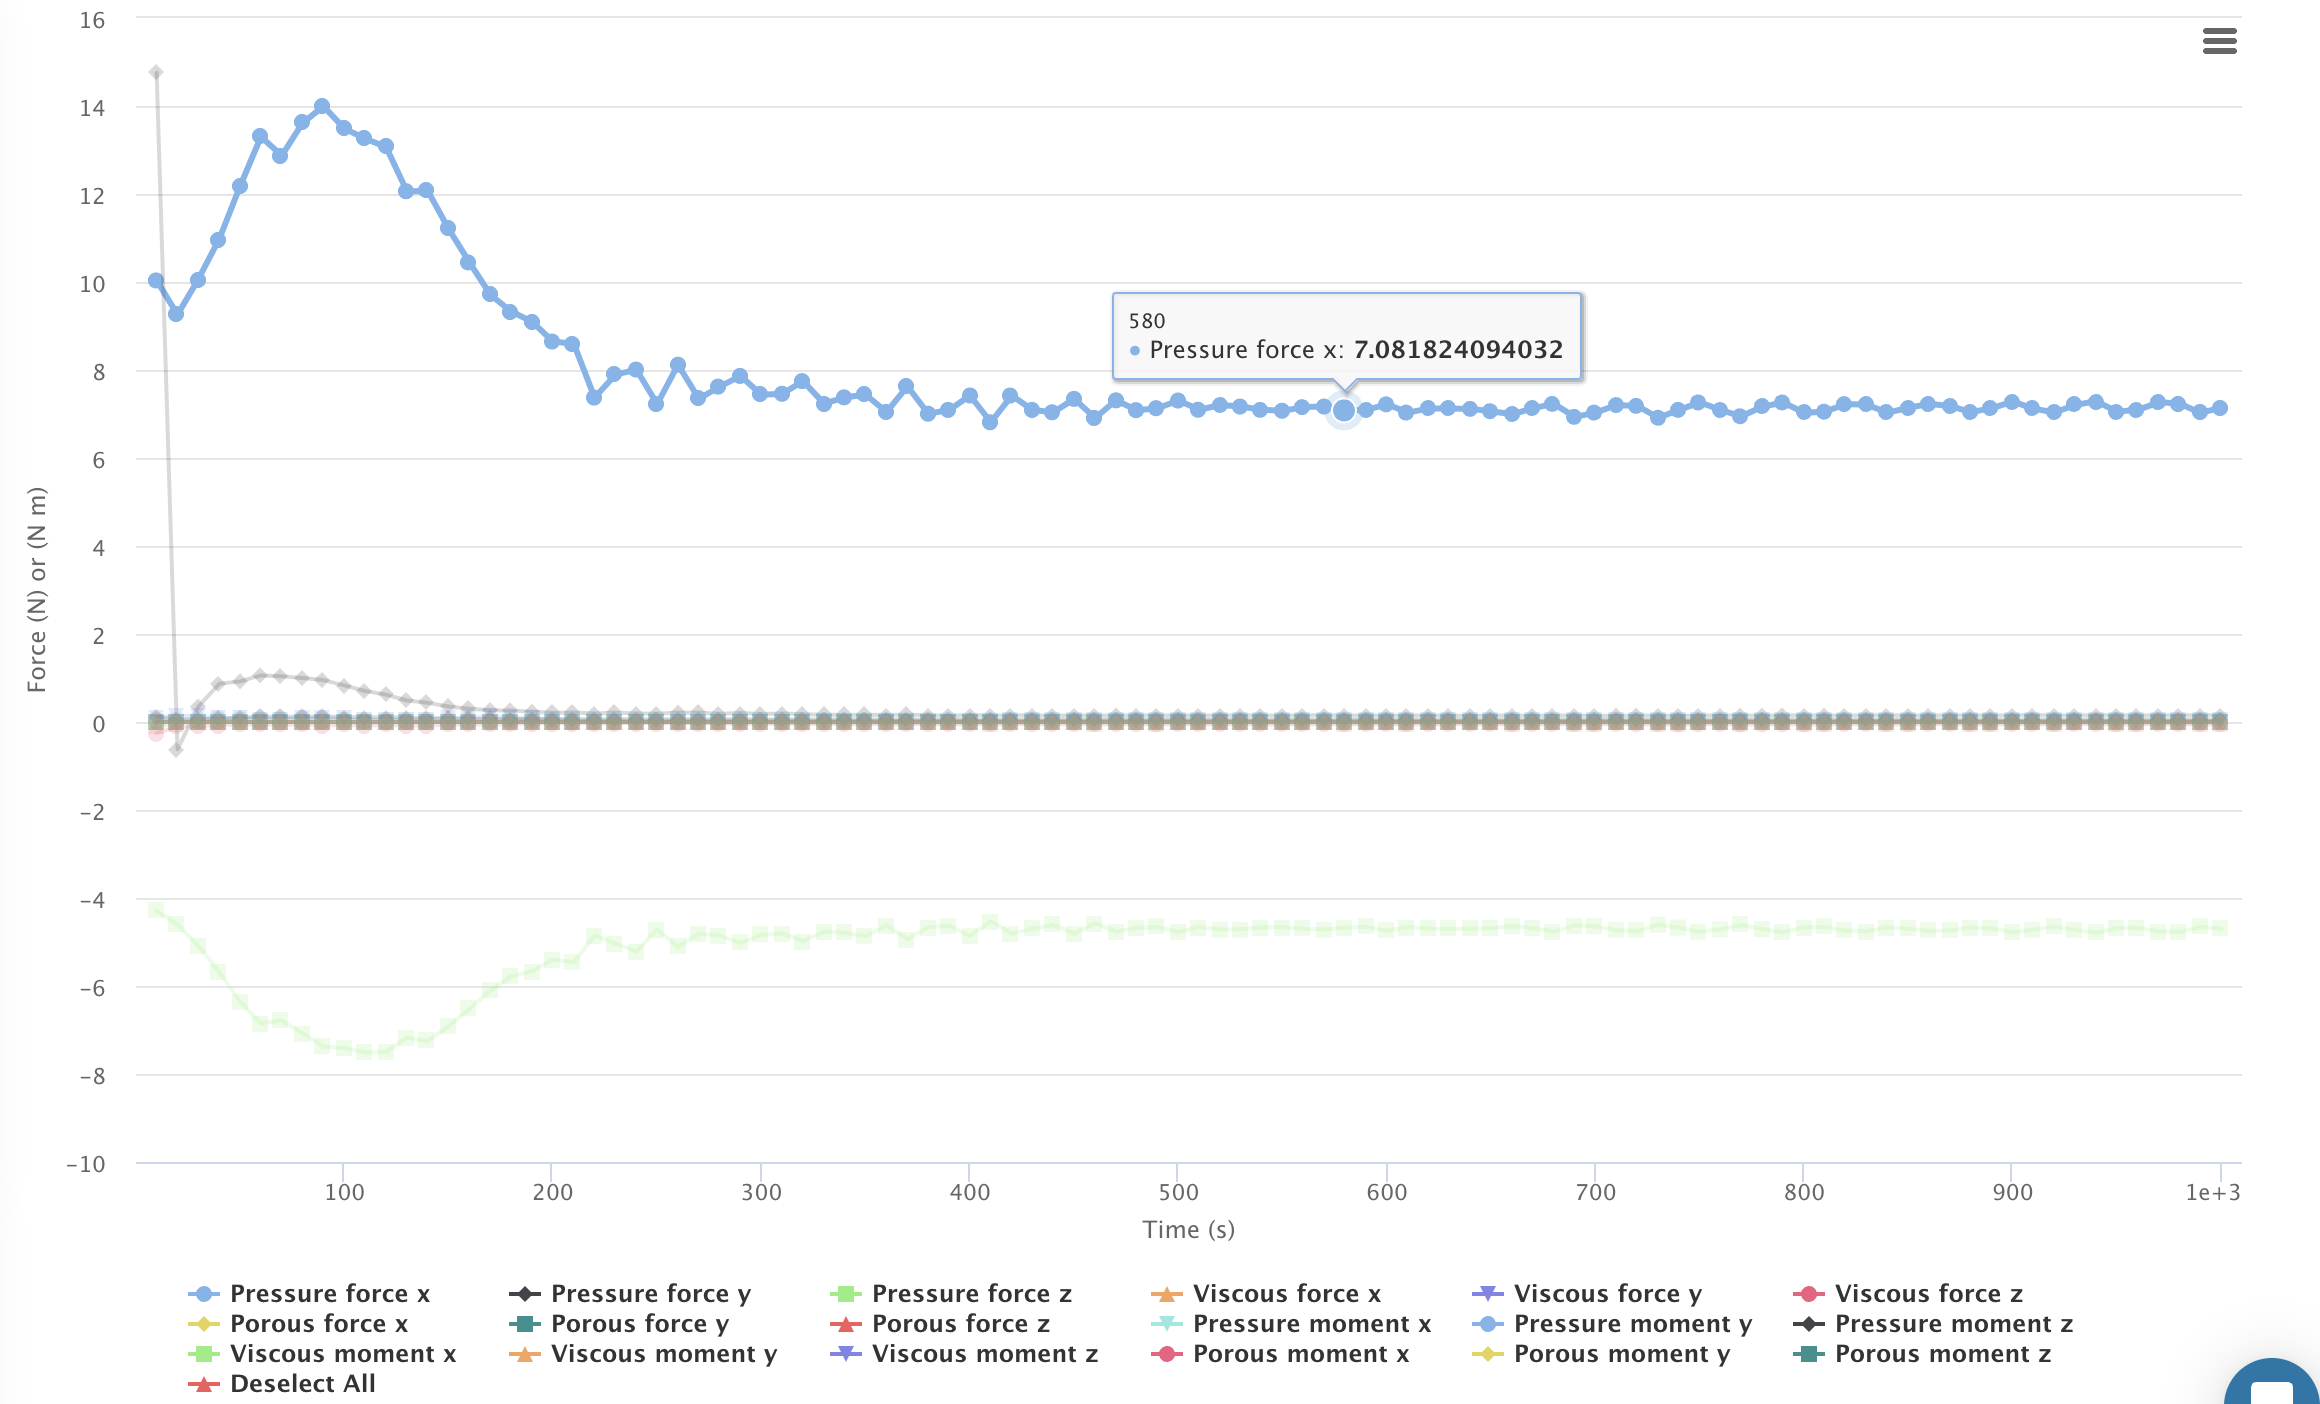 16
14
12
10
8
6
4
2
0
−2
−4
−6
−8
−10
Force (N) or (N m)
580
Pressure force x: 7.081824094032
100 200 300 400 500 600 700 800 900 1e+3
Time (s)
Pressure force x Pressure force y Pressure force z Viscous force x Viscous force y Viscous force z
Porous force x Porous force y Porous force z Pressure moment x Pressure moment y Pressure moment z
Viscous moment x Viscous moment y Viscous moment z Porous moment x Porous moment y Porous moment z
Deselect All